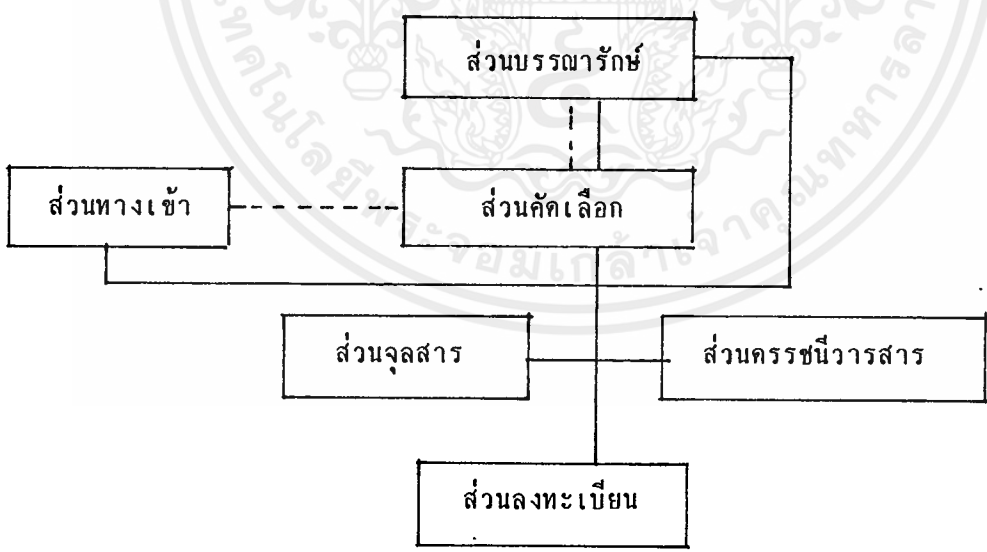 ส่วนบรรณารักษ์
ส่วนทางเข้า
ส่วนคัดเลือก
ส่วนจุลสาร
ส่วนดรรชนีวารสาร
ส่วนลงทะเบียน